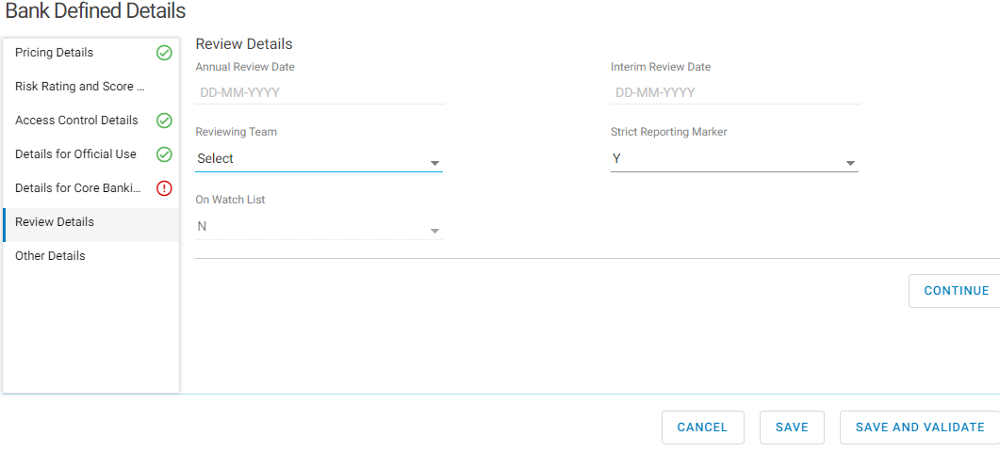 Bank Defined Details
Pricing Details
Risk Rating and Score ...
Access Control Details
Details for Official Use
Details for Core Banki...
Review Details
Other Details
Review Details
Annual Review Date
Interim Review Date
DD-MM-YYYY
DD-MM-YYYY
Reviewing Team
Strict Reporting Marker
Select
Y
On Watch List
N
CONTINUE
CANCEL
SAVE
SAVE AND VALIDATE